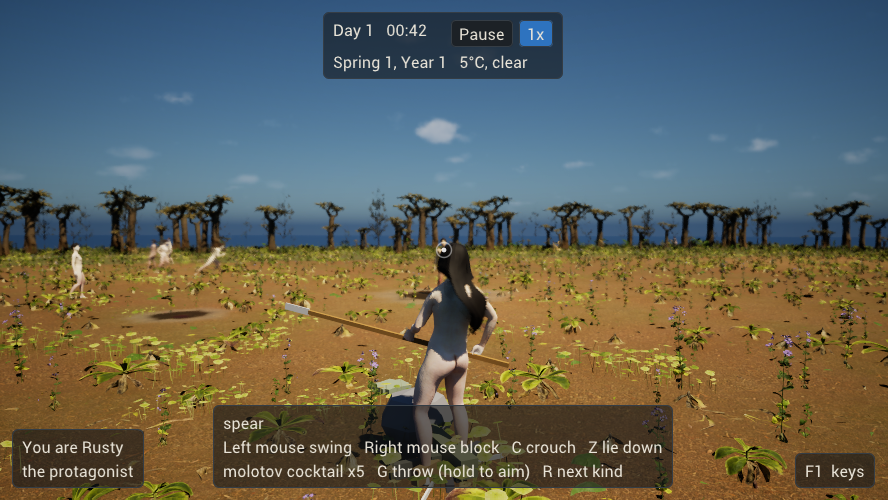 Day 1 00:42 Pause 1x
Spring 1, Year 1 5°C, clear
spear
Left mouse swing Right mouse block C crouch Z lie down
molotov cocktail x5 G throw (hold to aim) R next kind
You are Rusty
the protagonist
F1 keys